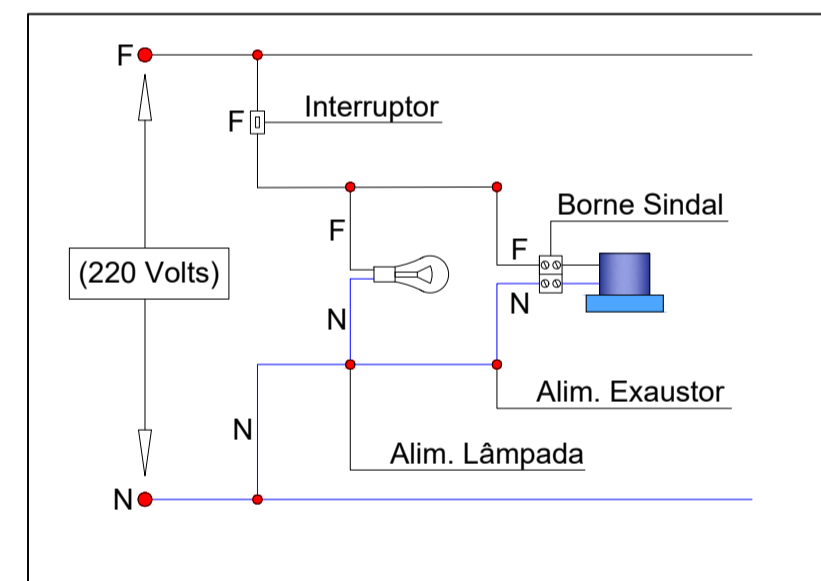 F
F
Interruptor
Borne Sindal
F
F
(220 Volts)
N
N
Alim. Exaustor
N
Alim. Lâmpada
N